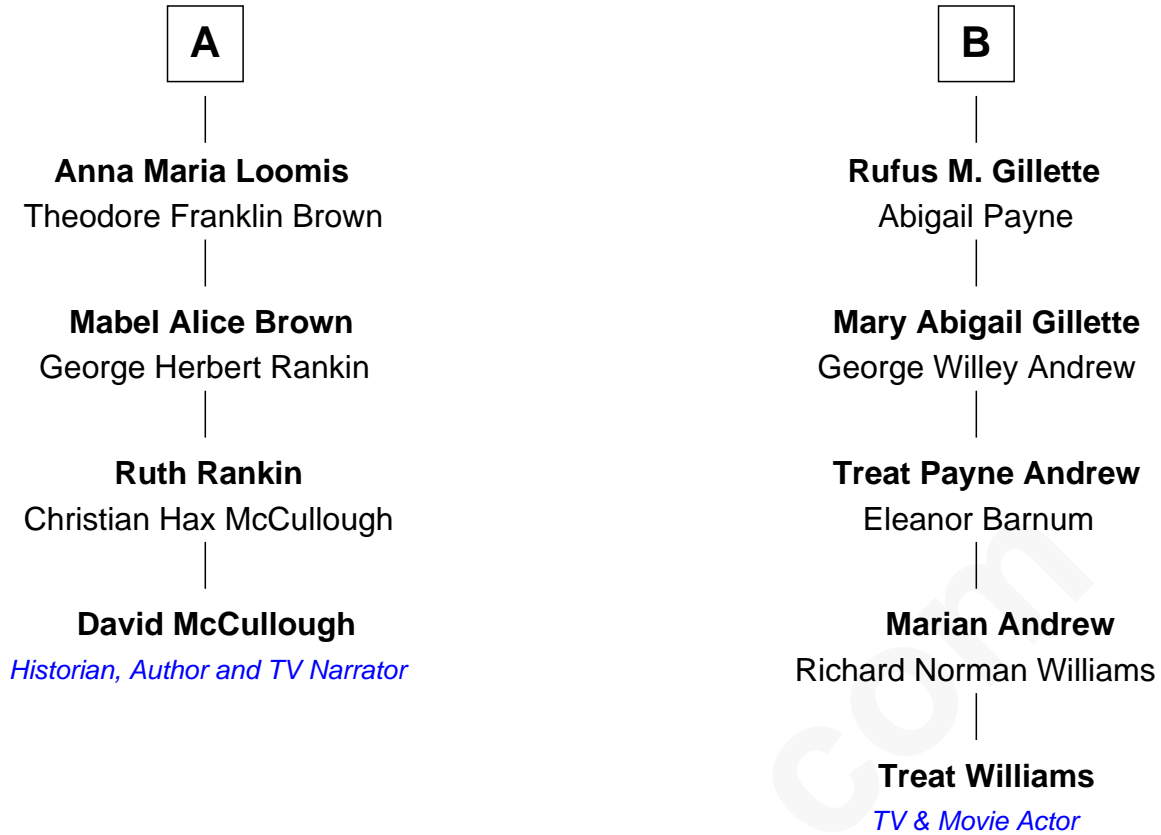 A
Anna Maria Loomis
Theodore Franklin Brown
Mabel Alice Brown
George Herbert Rankin
Ruth Rankin
Christian Hax McCullough
David McCullough
Historian, Author and TV Narrator
B
Rufus M. Gillette
Abigail Payne
Mary Abigail Gillette
George Willey Andrew
Treat Payne Andrew
Eleanor Barnum
Marian Andrew
Richard Norman Williams
Treat Williams
TV & Movie Actor
com